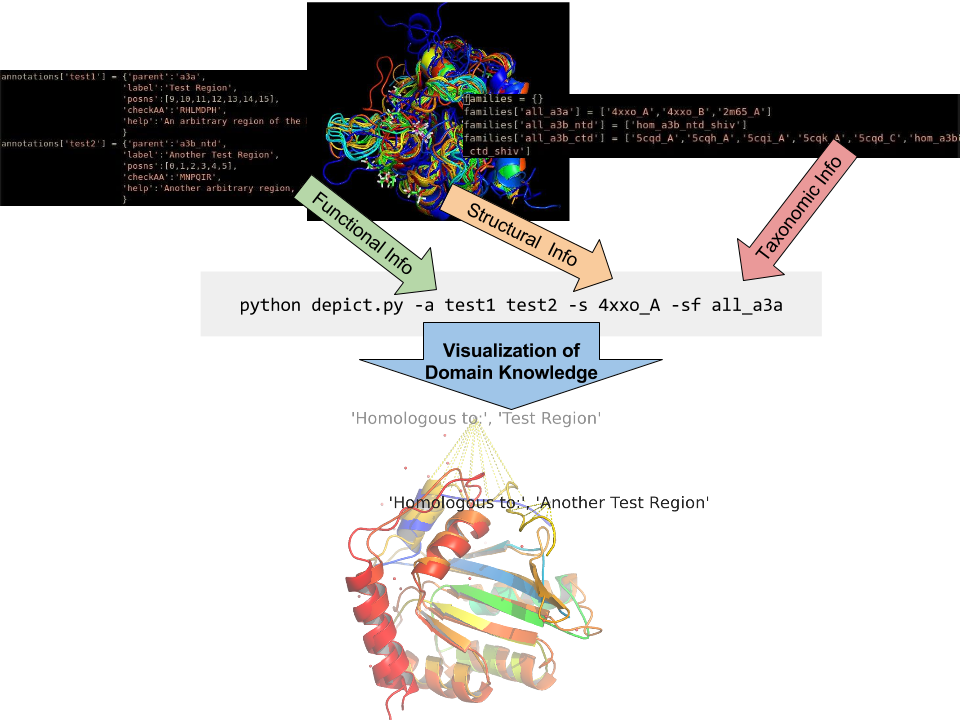 annotations['test1'] = {'parent':'a3a',
'label':'Test Region',
'posns':[9,10,11,12,13,14,15],
'checkAA':'RHLMDPH',
'help':'An arbitrary region of the
}
annotations['test2'] = {'parent':'a3b_ntd',
'label':'Another Test Region',
'posns':[0,1,2,3,4,5],
'checkAA':'MNPQIR',
'help':'Another arbitrary region,
}
families = {}
families['all_a3a'] = ['4xxo_A','4xxo_B','2m65_A']
families['all_a3b_ntd'] = ['hom_a3b_ntd_shiv']
families['all_a3b_ctd'] = ['5cqd_A','5cqh_A','5cqi_A','5cqk_A','5cqd_C','hom_a3b
_ctd_shiv']
Functional Info
Structural Info
Taxonomic Info
python depict.py -a test1 test2 -s 4xxo_A -sf all_a3a
Visualization of
Domain Knowledge
'Homologous to:', 'Test Region'
'Homologous to:', 'Another Test Region'